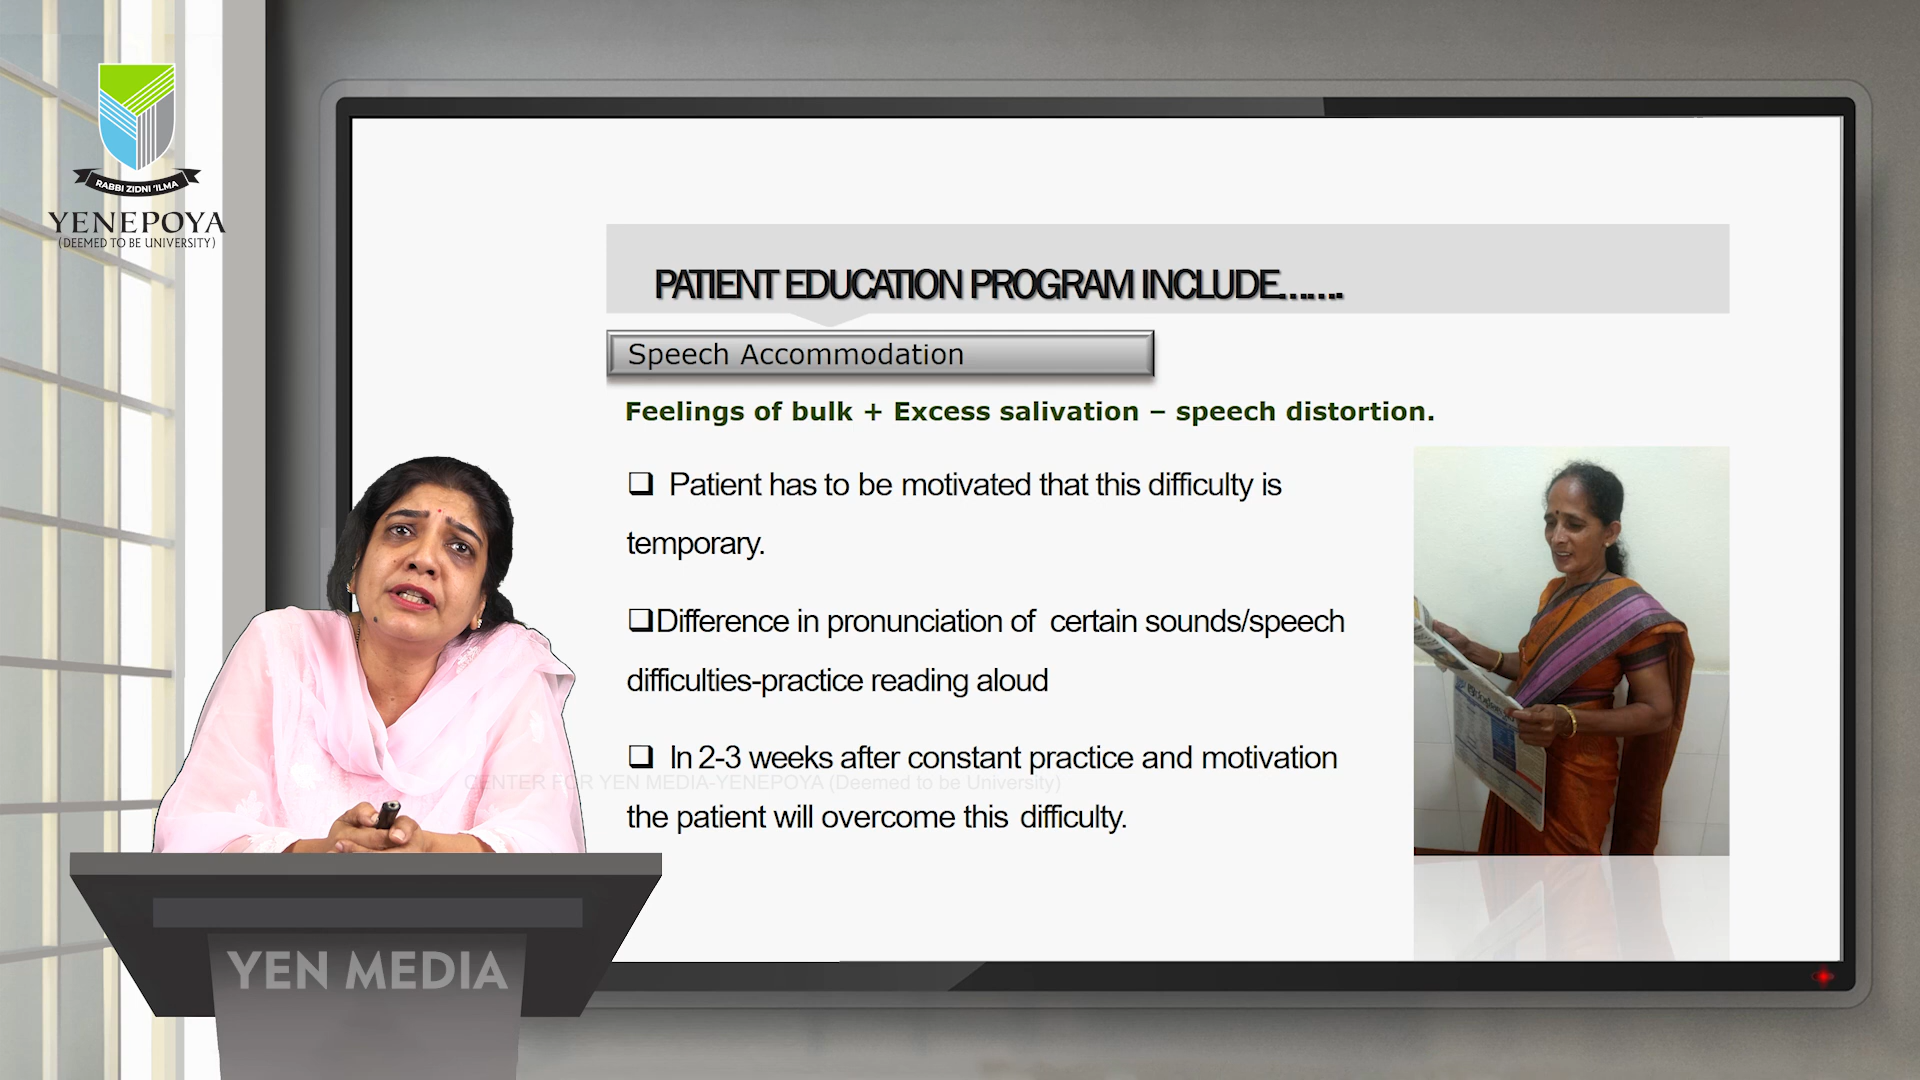 RABBI ZIDNI 'ILMA
YENEPOYA
(DEEMED TO BE UNIVERSITY)
PATIENT EDUCATION PROGRAM INCLUDE.......
Speech Accommodation
Feelings of bulk + Excess salivation – speech distortion.
❑ Patient has to be motivated that this difficulty is
temporary.
❑Difference in pronunciation of certain sounds/speech
difficulties-practice reading aloud
❑ In 2-3 weeks after constant practice and motivation
the patient will overcome this difficulty.
CENTER FOR YEN MEDIA-YENEPOYA (Deemed to be University)
YEN MEDIA